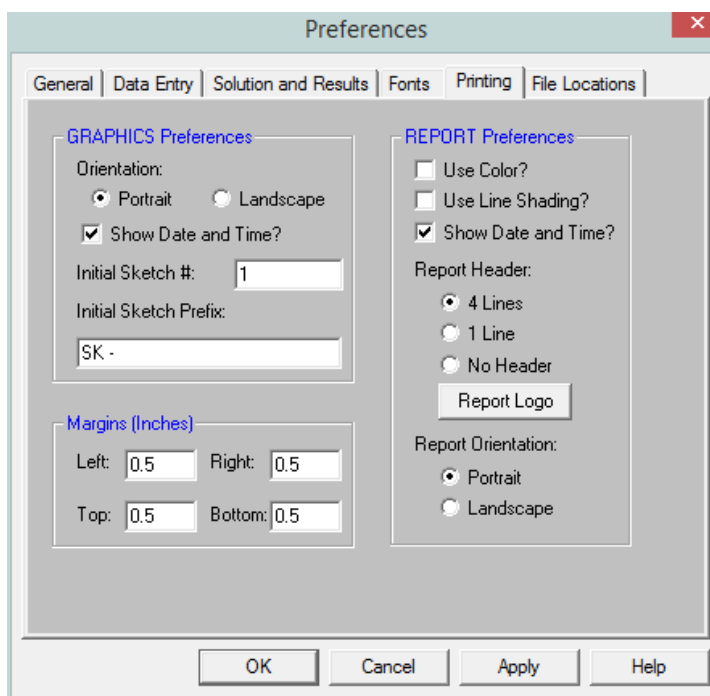 Preferences
General Data Entry Solution and Results Fonts Printing File Locations
GRAPHICS Preferences
Orientation:
Portrait Landscape
Show Date and Time?
Initial Sketch #: 1
Initial Sketch Prefix:
SK -
Margins (Inches)
Left: 0.5 Right: 0.5
Top: 0.5 Bottom: 0.5
REPORT Preferences
Use Color?
Use Line Shading?
Show Date and Time?
Report Header:
4 Lines
1 Line
No Header
Report Logo
Report Orientation:
Portrait
Landscape
OK Cancel Apply Help